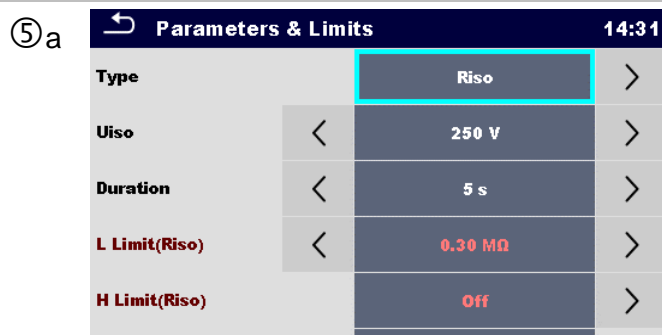 ⑤a
Parameters & Limits 14:31
Type Riso
Uiso 250 V
Duration 5 s
L Limit(Riso) 0.30 MΩ
H Limit(Riso) Off